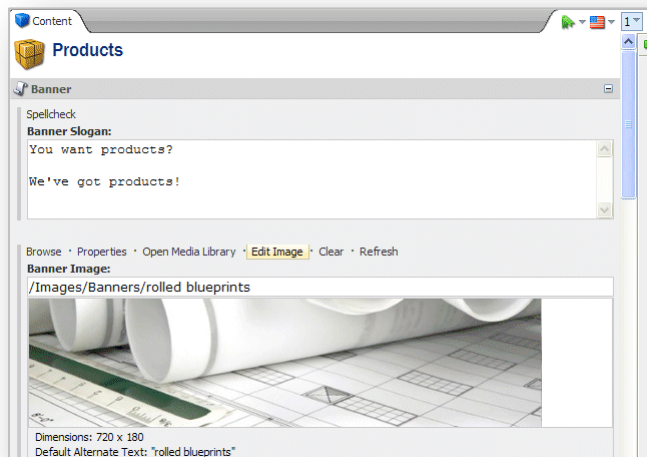 Content
1
Products
Banner
Spellcheck
Banner Slogan:
You want products?
We've got products!
Browse · Properties · Open Media Library · Edit Image · Clear · Refresh
Banner Image:
/Images/Banners/rolled blueprints
Dimensions: 720 x 180
Default Alternate Text: "rolled blueprints"